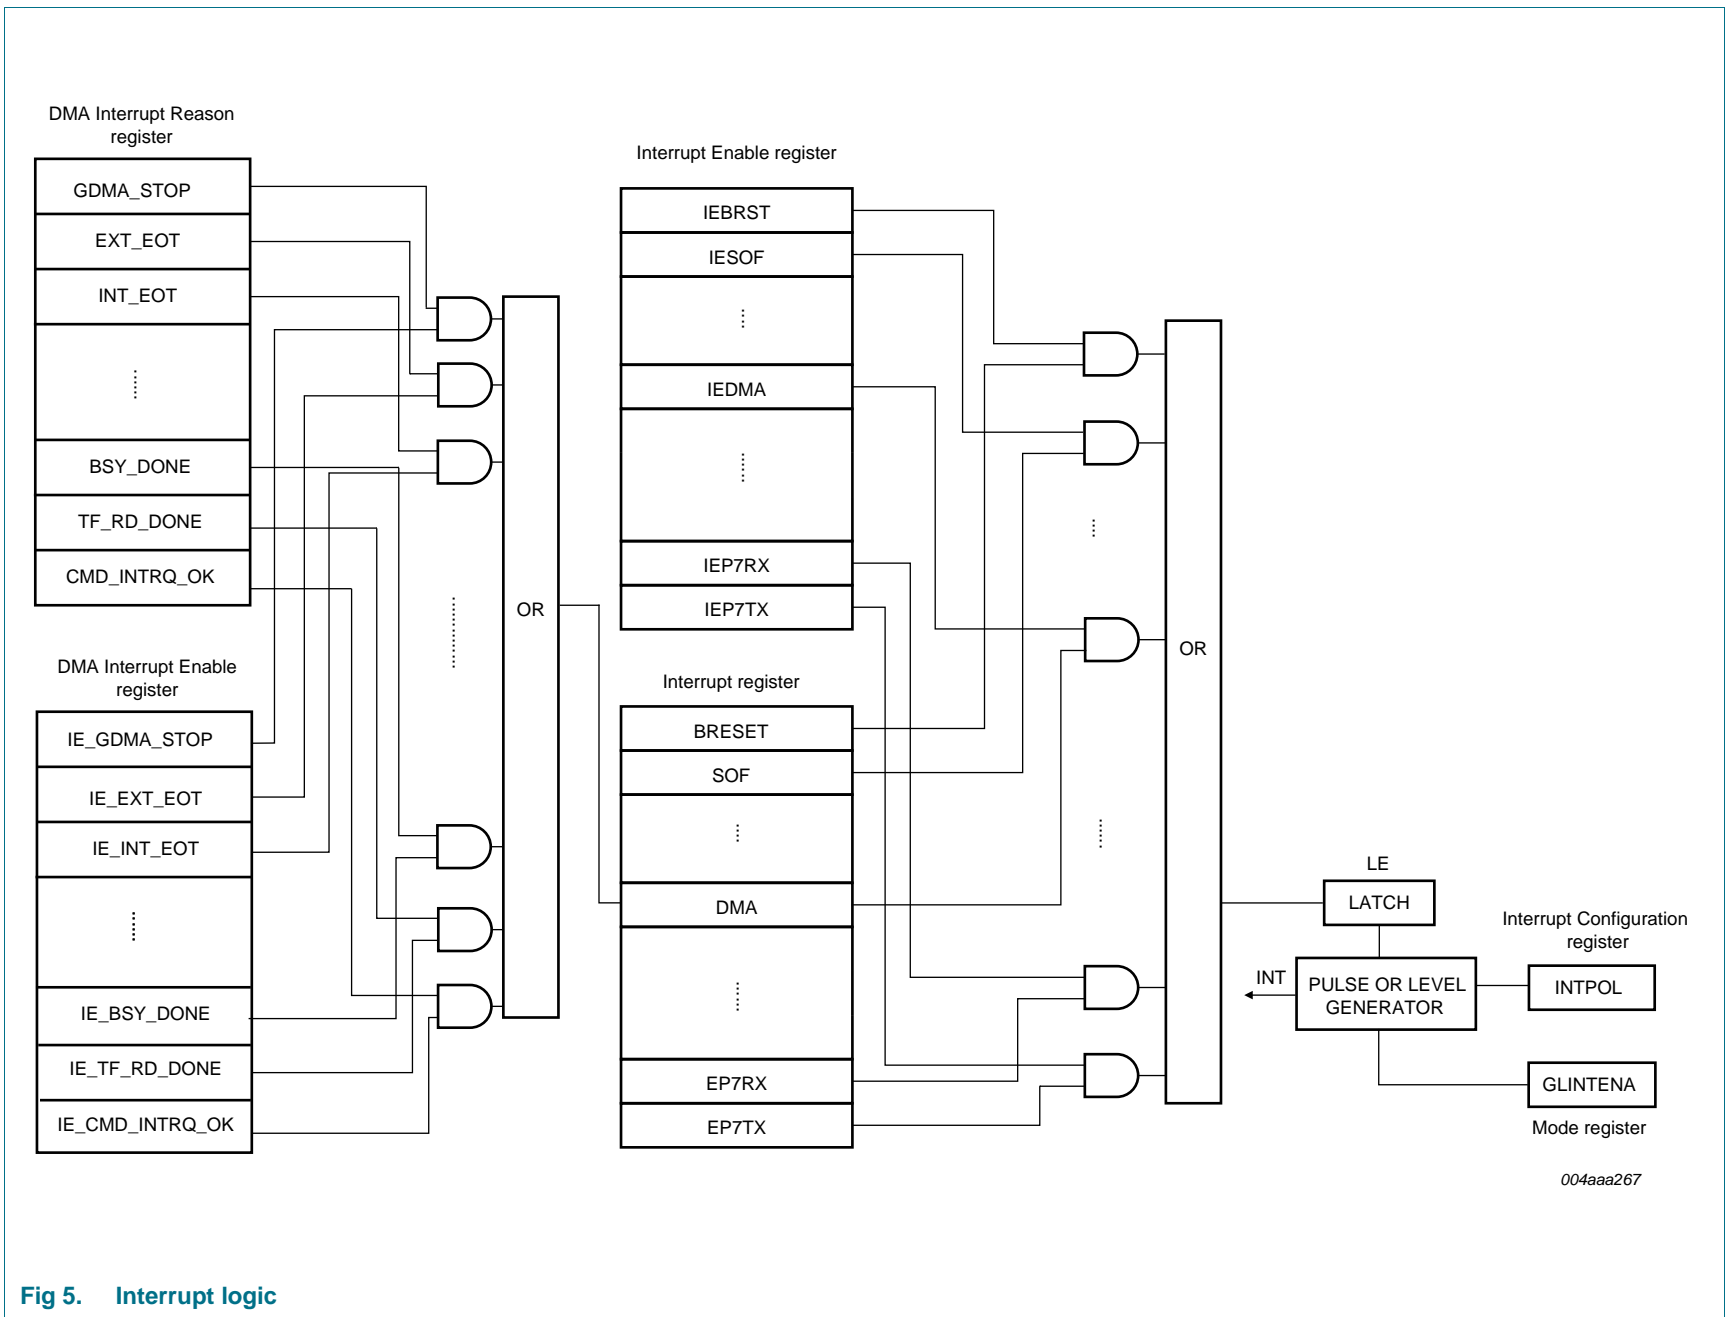 DMA Interrupt Reason
register
GDMA_STOP
EXT_EOT
INT_EOT
BSY_DONE
TF_RD_DONE
CMD_INTRQ_OK
DMA Interrupt Enable
register
IE_GDMA_STOP
IE_EXT_EOT
IE_INT_EOT
IE_BSY_DONE
IE_TF_RD_DONE
IE_CMD_INTRQ_OK
OR
Interrupt Enable register
IEBRST
IESOF
IEDMA
IEP7RX
IEP7TX
Interrupt register
BRESET
SOF
DMA
EP7RX
EP7TX
OR
LE
LATCH
INT
PULSE OR LEVEL
GENERATOR
Interrupt Configuration
register
INTPOL
GLINTENA
Mode register
004aaa267
Fig 5. Interrupt logic